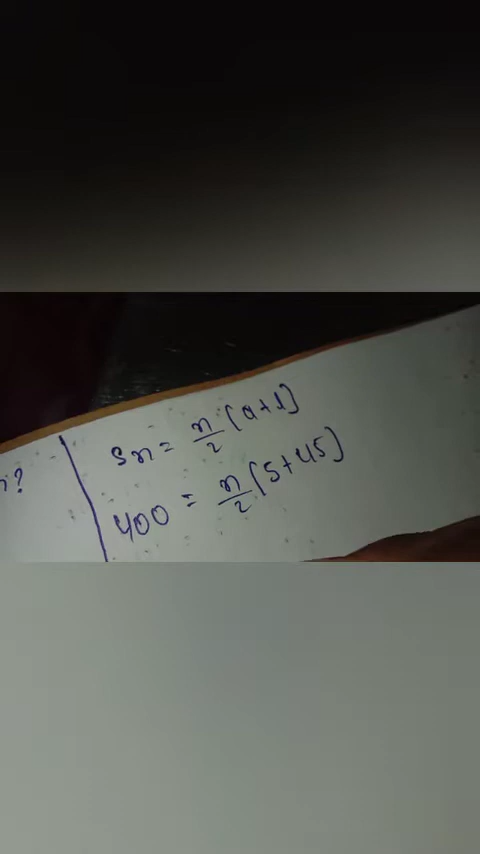 n?
Sn = n/2 (a+l)
400 = n/2 (5+45)